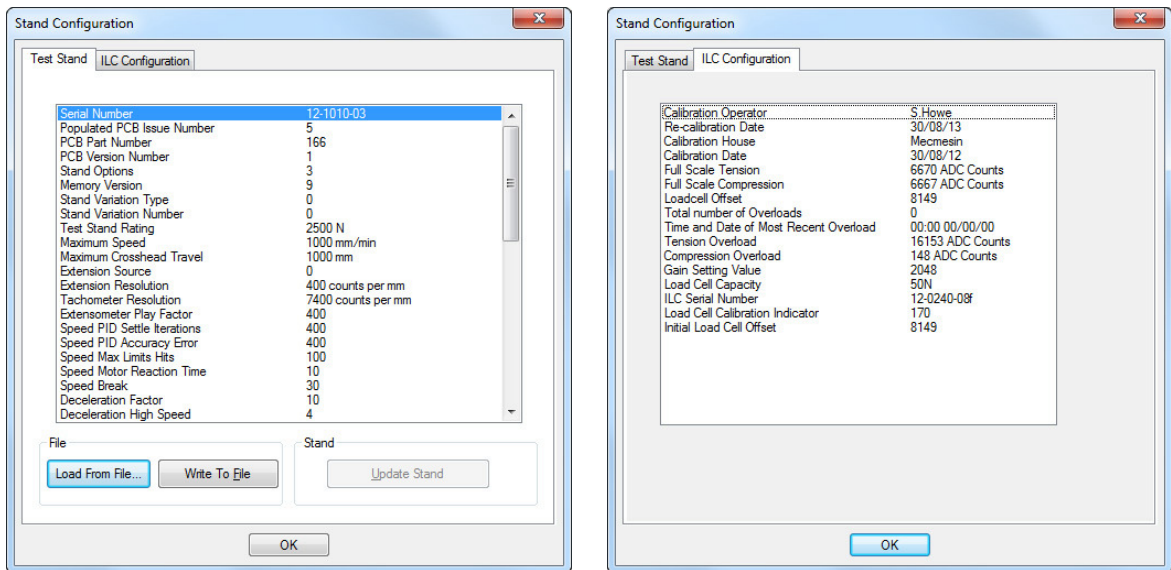 Stand Configuration
Test Stand ILC Configuration
Serial Number 12-1010-03
Populated PCB Issue Number 5
PCB Part Number 166
PCB Version Number 1
Stand Options 3
Memory Version 9
Stand Variation Type 0
Stand Variation Number 0
Test Stand Rating 2500 N
Maximum Speed 1000 mm/min
Maximum Crosshead Travel 1000 mm
Extension Source 0
Extension Resolution 400 counts per mm
Tachometer Resolution 7400 counts per mm
Extensometer Play Factor 400
Speed PID Settle Iterations 400
Speed PID Accuracy Error 400
Speed Max Limits Hits 100
Speed Motor Reaction Time 10
Speed Break 30
Deceleration Factor 10
Deceleration High Speed 4
File
Load From File... Write To File
Stand
Update Stand
OK
Stand Configuration
Test Stand ILC Configuration
Calibration Operator S.Howe
Re-calibration Date 30/08/13
Calibration House Mecmesin
Calibration Date 30/08/12
Full Scale Tension 6670 ADC Counts
Full Scale Compression 6667 ADC Counts
Loadcell Offset 8149
Total number of Overloads 0
Time and Date of Most Recent Overload 00:00 00/00/00
Tension Overload 16153 ADC Counts
Compression Overload 148 ADC Counts
Gain Setting Value 2048
Load Cell Capacity 50N
ILC Serial Number 12-0240-08f
Load Cell Calibration Indicator 170
Initial Load Cell Offset 8149
OK